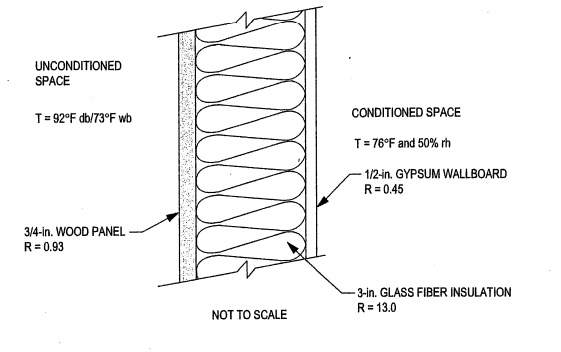 UNCONDITIONED
SPACE
T = 92°F db/73°F wb
CONDITIONED SPACE
T = 76°F and 50% rh
1/2-in. GYPSUM WALLBOARD
R = 0.45
3/4-in. WOOD PANEL
R = 0.93
3-in. GLASS FIBER INSULATION
R = 13.0
NOT TO SCALE